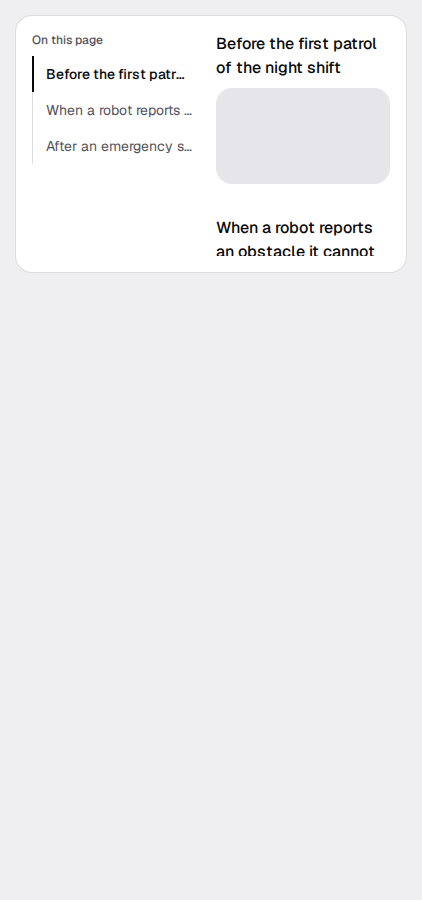 On this page
Before the first patr...
When a robot reports ...
After an emergency s...
Before the first patrol
of the night shift
When a robot reports
an obstacle it cannot